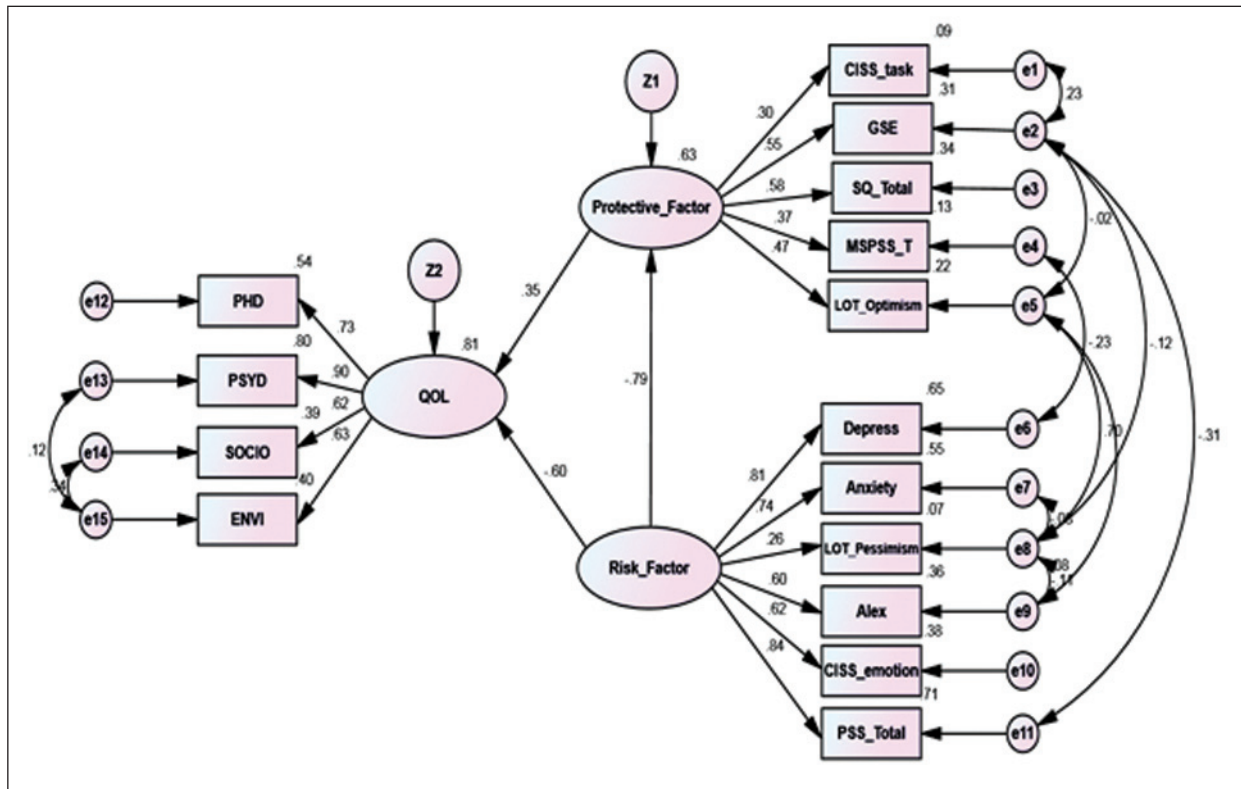 .09
CISS_task
e1
.31
.30
.23
Z1
GSE
e2
.55
.34
.63
SQ_Total
e3
.58
.13
Protective_Factor
-.02
.37
MSPSS_T
e4
.47
.22
LOT_Optimism
e5
.54
Z2
e12
PHD
.35
.73
-.23
-.12
.80
.81
-.79
e13
PSYD
.90
QOL
.65
.39
.62
Depress
e6
.70
-.31
.12
e14
SOCIO
.63
.55
.34
.40
-.60
.81
Anxiety
e7
e15
ENVI
.74
.07
.26
LOT_Pessimism
e8
Risk_Factor
.36
.08
-.11
.60
Alex
e9
.62
.38
.84
CISS_emotion
e10
.71
PSS_Total
e11